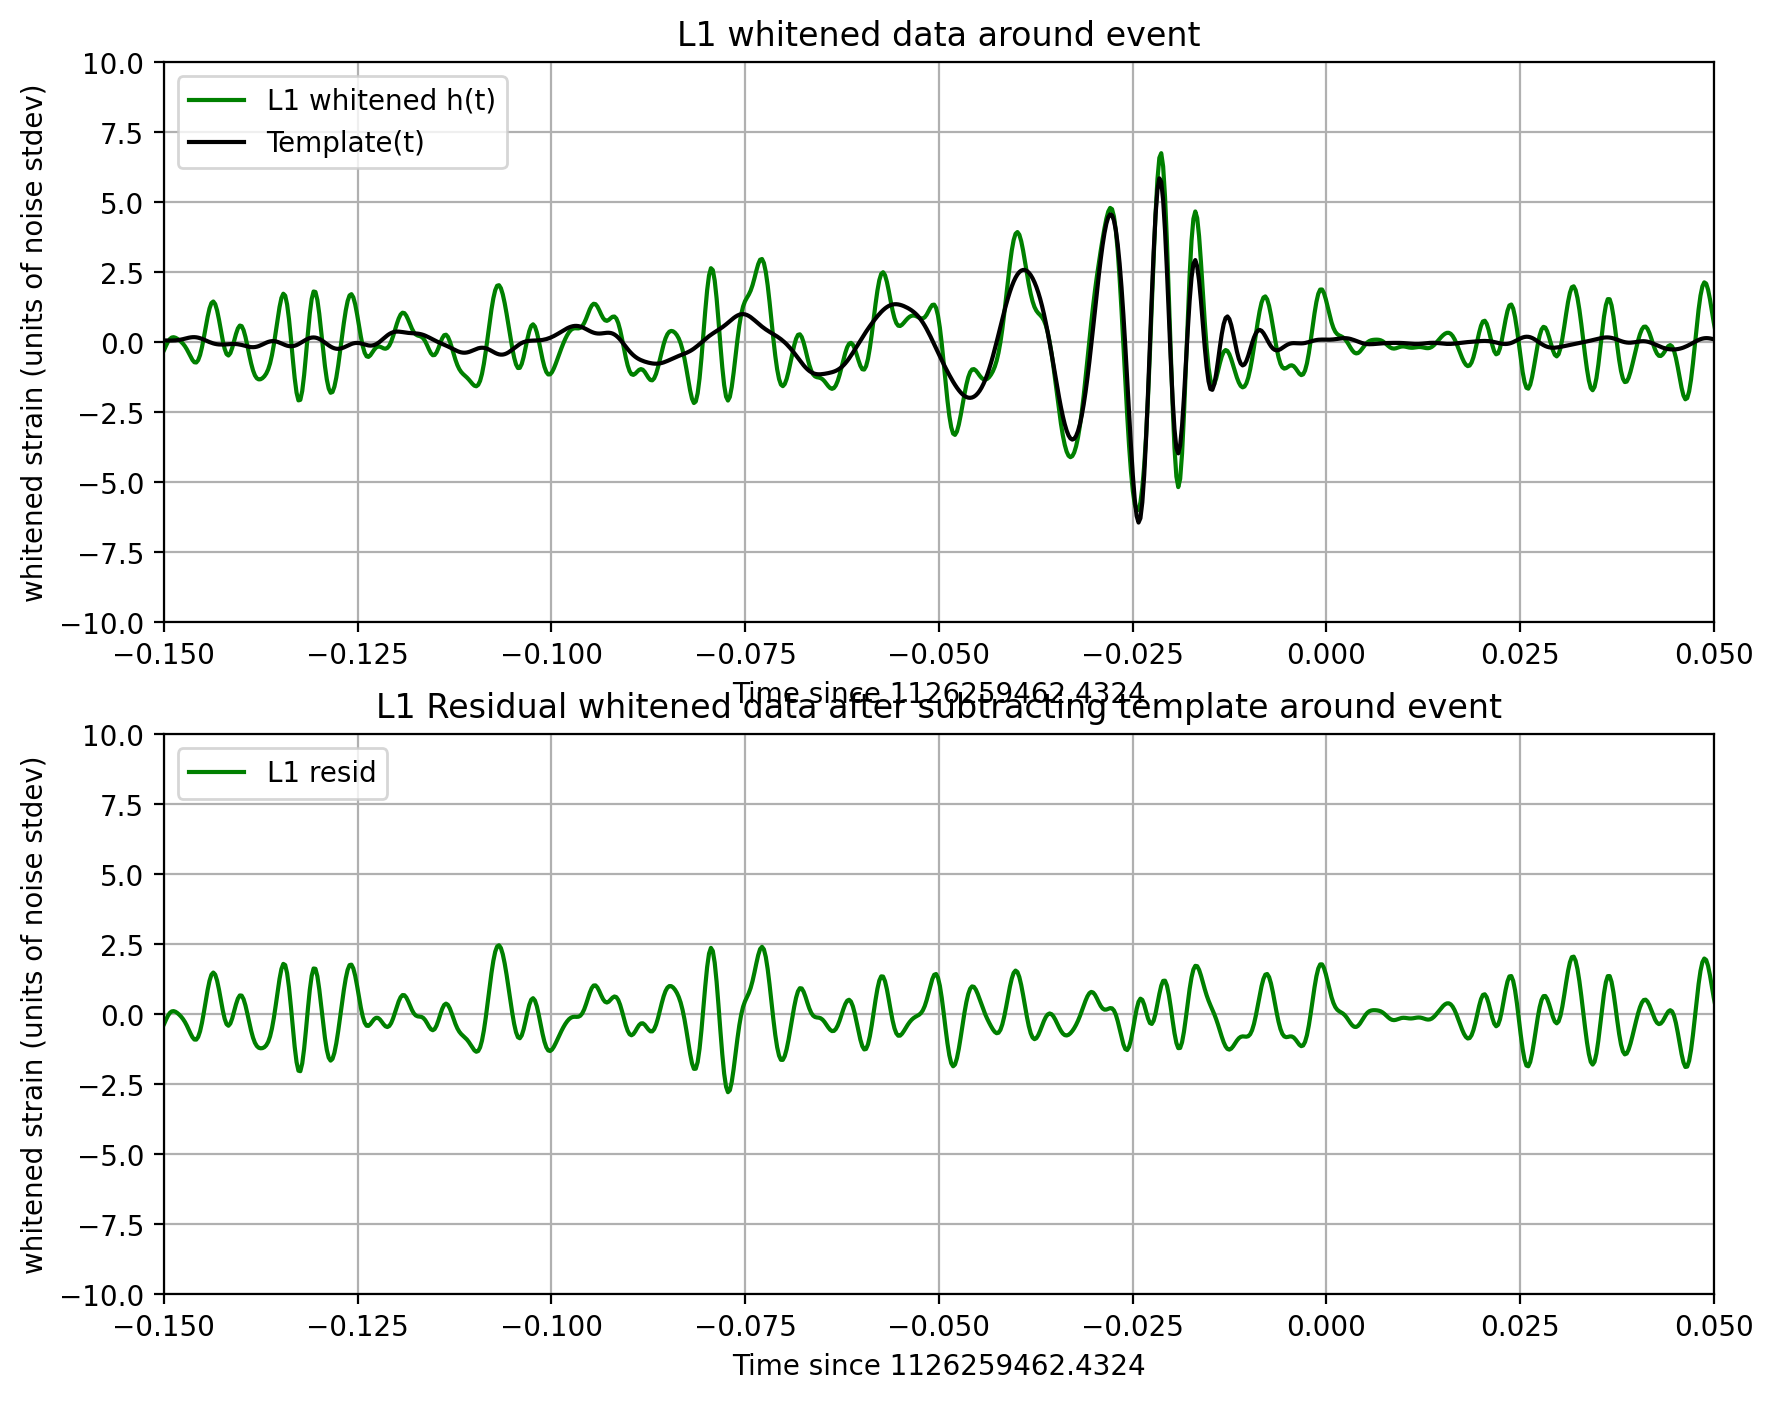 L1 whitened data around event
whitened strain (units of noise stdev)
10.0
7.5
5.0
2.5
0.0
−2.5
−5.0
−7.5
−10.0
L1 whitened h(t)
Template(t)
−0.150 −0.125 −0.100 −0.075 −0.050 −0.025 0.000 0.025 0.050
Time since 1126259462.4324
L1 Residual whitened data after subtracting template around event
whitened strain (units of noise stdev)
10.0
7.5
5.0
2.5
0.0
−2.5
−5.0
−7.5
−10.0
L1 resid
−0.150 −0.125 −0.100 −0.075 −0.050 −0.025 0.000 0.025 0.050
Time since 1126259462.4324